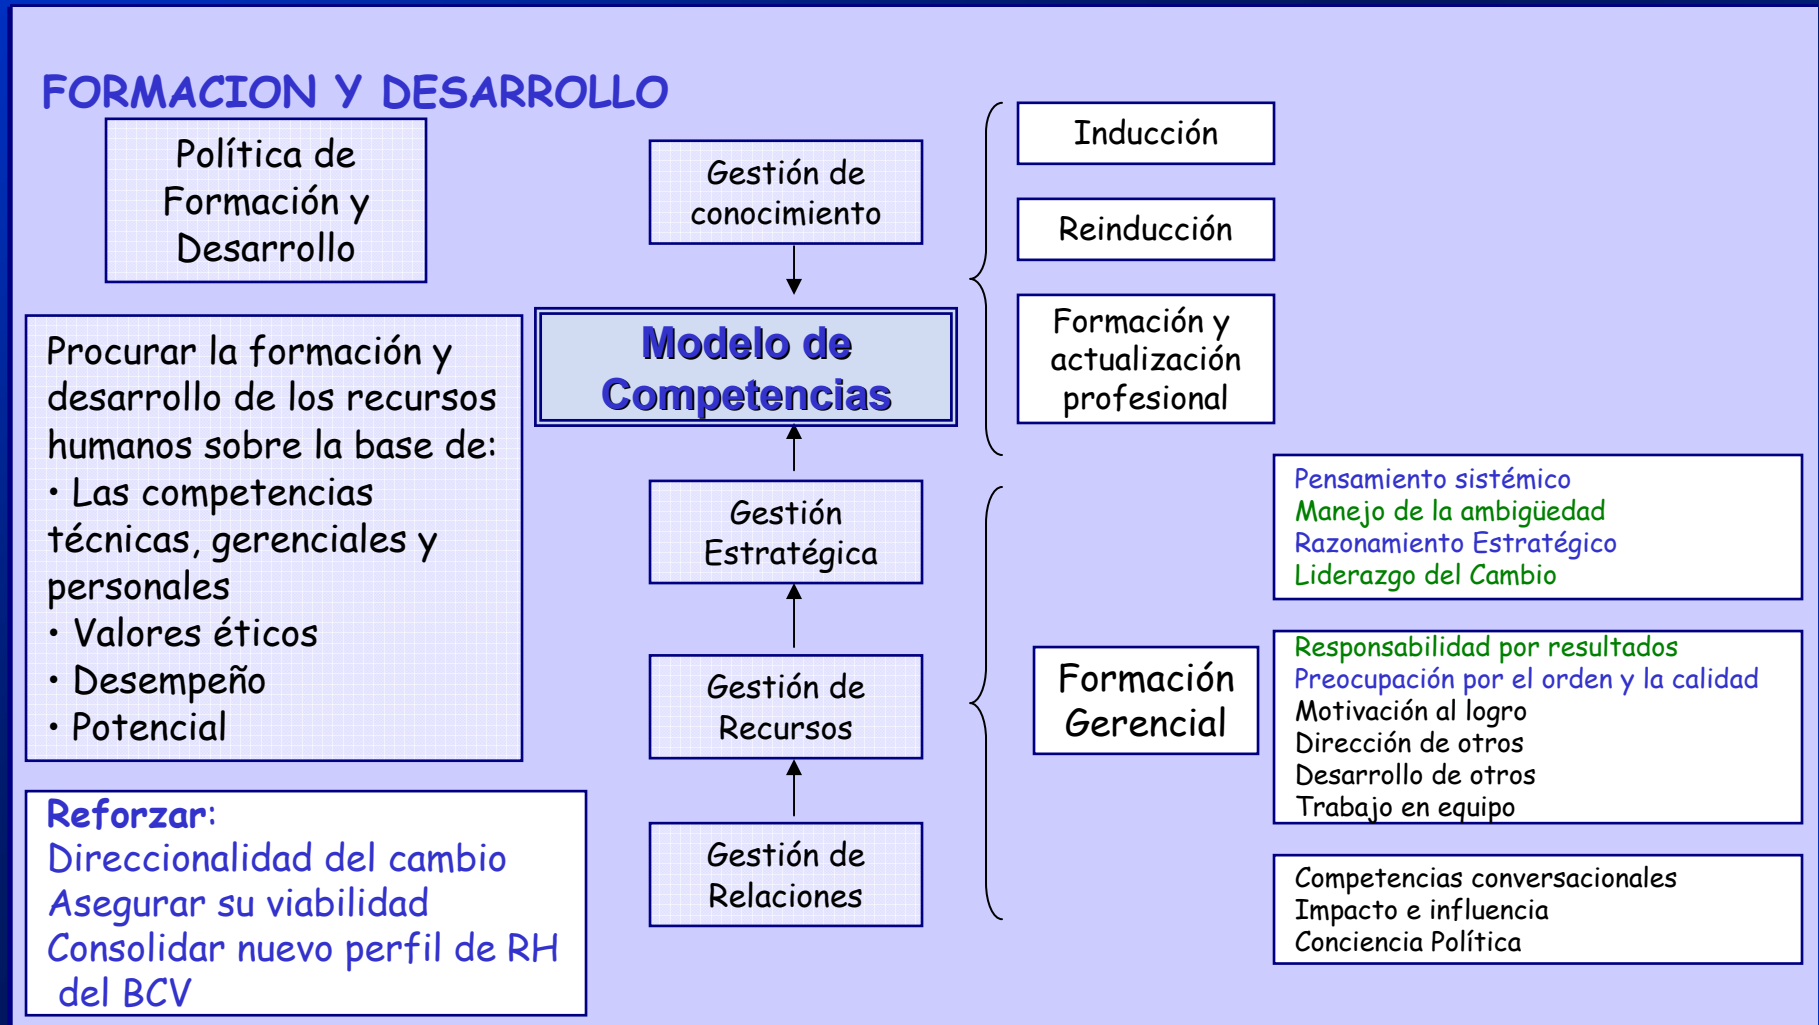 FORMACION Y DESARROLLO
Política de
Formación y
Desarrollo
Procurar la formación y
desarrollo de los recursos
humanos sobre la base de:
• Las competencias
técnicas, gerenciales y
personales
• Valores éticos
• Desempeño
• Potencial
Reforzar:
Direccionalidad del cambio
Asegurar su viabilidad
Consolidar nuevo perfil de RH
del BCV
Gestión de
conocimiento
Modelo de
Competencias
Gestión
Estratégica
Gestión de
Recursos
Gestión de
Relaciones
Inducción
Reinducción
Formación y
actualización
profesional
Formación
Gerencial
Pensamiento sistémico
Manejo de la ambigüedad
Razonamiento Estratégico
Liderazgo del Cambio
Responsabilidad por resultados
Preocupación por el orden y la calidad
Motivación al logro
Dirección de otros
Desarrollo de otros
Trabajo en equipo
Competencias conversacionales
Impacto e influencia
Conciencia Política